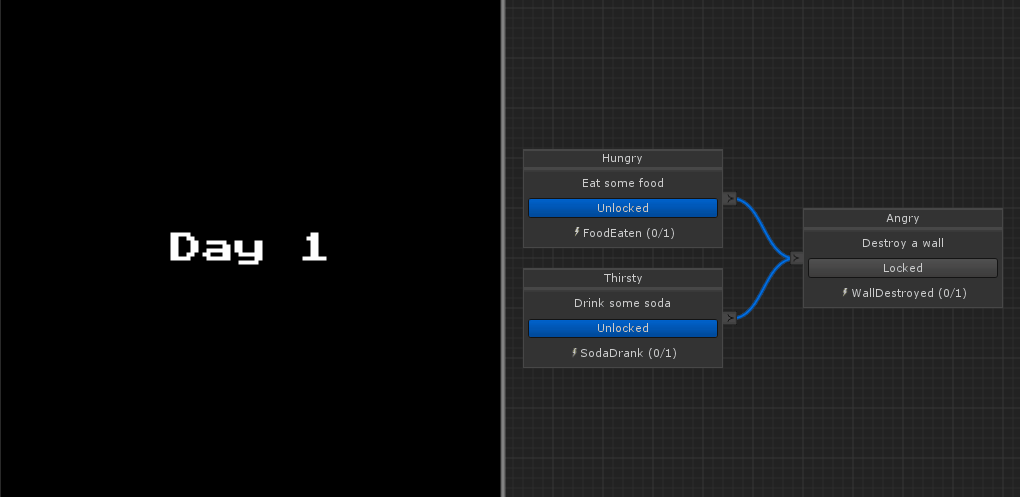 Day 1
Hungry
Eat some food
Unlocked
FoodEaten (0/1)
Thirsty
Drink some soda
Unlocked
SodaDrank (0/1)
Angry
Destroy a wall
Locked
WallDestroyed (0/1)